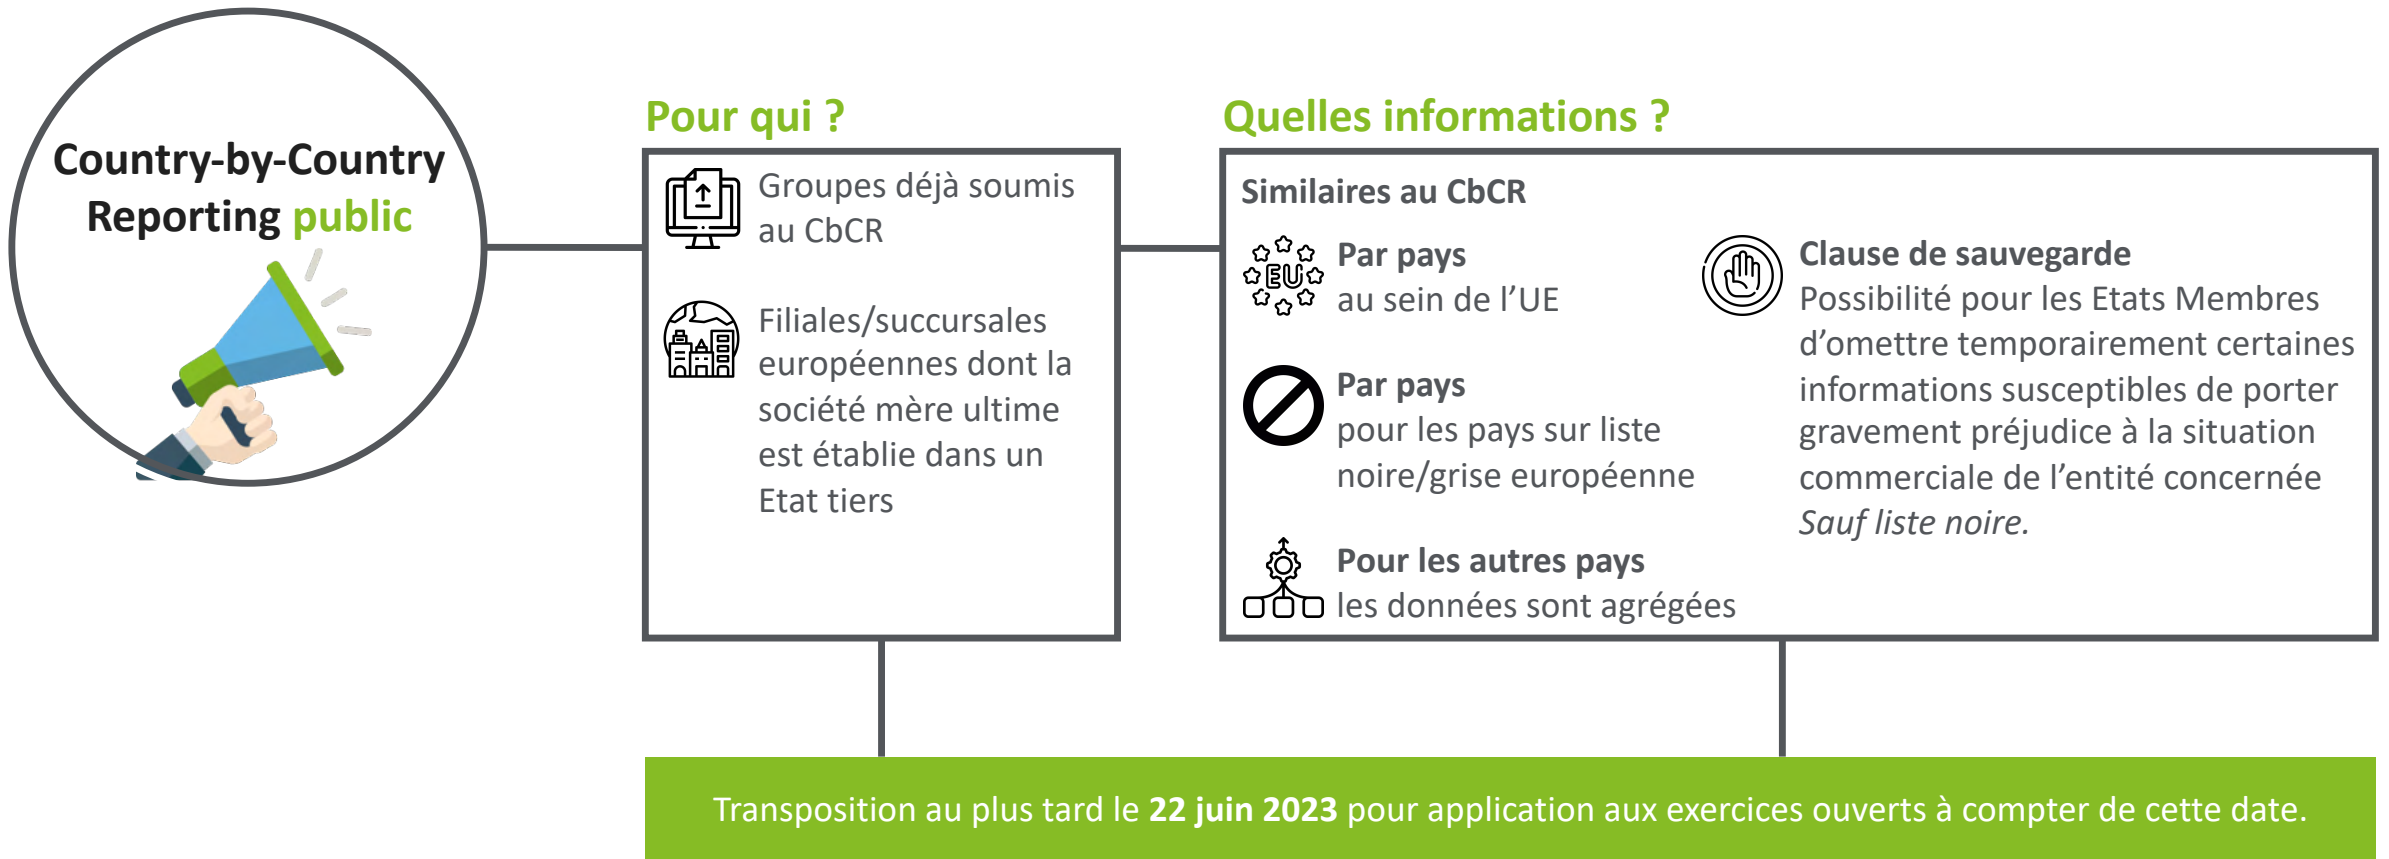 Country-by-Country
Reporting public
Pour qui ?
Groupes déjà soumis
au CbCR
Filiales/succursales
européennes dont la
société mère ultime
est établie dans un
Etat tiers
Quelles informations ?
Similaires au CbCR
EU
Par pays
au sein de l’UE
Par pays
pour les pays sur liste
noire/grise européenne
Pour les autres pays
les données sont agrégées
Clause de sauvegarde
Possibilité pour les Etats Membres
d’omettre temporairement certaines
informations susceptibles de porter
gravement préjudice à la situation
commerciale de l’entité concernée
Sauf liste noire.
Transposition au plus tard le 22 juin 2023 pour application aux exercices ouverts à compter de cette date.